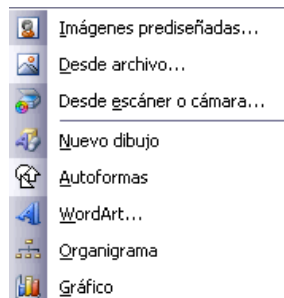 Imágenes prediseñadas...
Desde archivo...
Desde escáner o cámara...
Nuevo dibujo
Autoformas
WordArt...
Organigrama
Gráfico